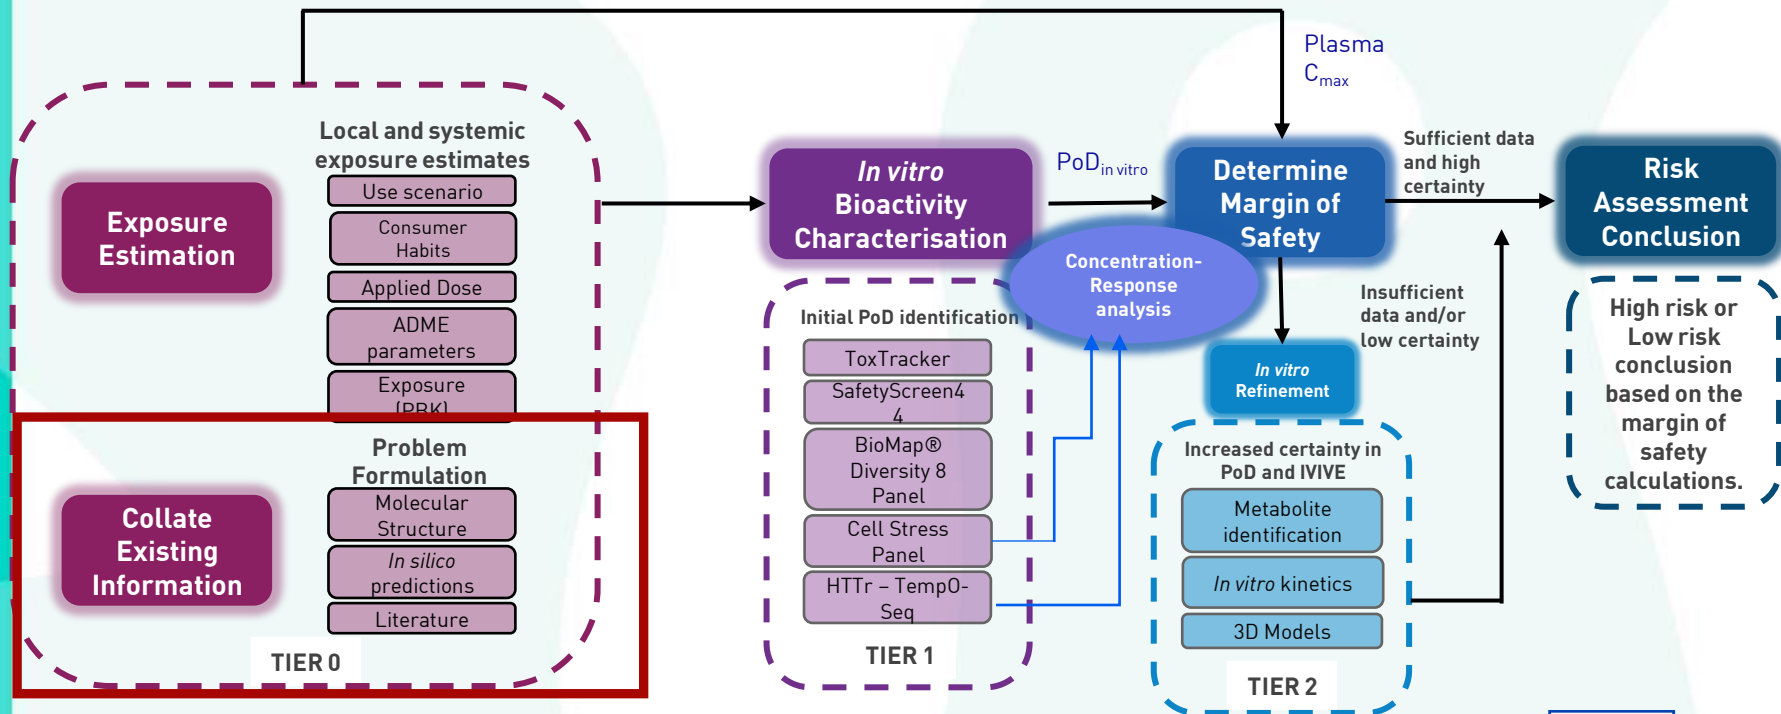 Plasma
Cmax
Local and systemic
exposure estimates
Exposure
Estimation
Use scenario
Consumer
Habits
Applied Dose
ADME
parameters
Exposure
(PBK)
Problem
Formulation
Collate
Existing
Information
Molecular
Structure
In silico
predictions
Literature
TIER 0
In vitro
Bioactivity
Characterisation
Initial PoD identification
ToxTracker
SafetyScreen4
4
BioMap®
Diversity 8
Panel
Cell Stress
Panel
HTTr – TempO-
Seq
TIER 1
PoDin vitro
Concentration-
Response
analysis
Determine
Margin of
Safety
Sufficient data
and high
certainty
Insufficient
data and/or
low certainty
In vitro
Refinement
Increased certainty in
PoD and IVIVE
Metabolite
identification
In vitro kinetics
3D Models
TIER 2
Risk
Assessment
Conclusion
High risk or
Low risk
conclusion
based on the
margin of
safety
calculations.